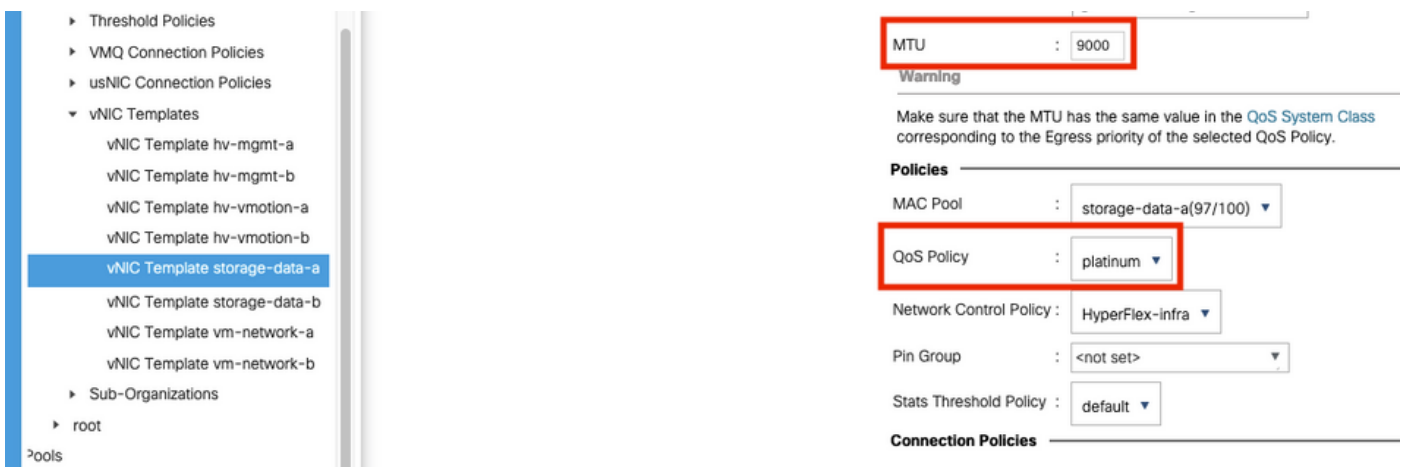 Threshold Policies
VMQ Connection Policies
usNIC Connection Policies
vNIC Templates
vNIC Template hv-mgmt-a
vNIC Template hv-mgmt-b
vNIC Template hv-vmotion-a
vNIC Template hv-vmotion-b
vNIC Template storage-data-a
vNIC Template storage-data-b
vNIC Template vm-network-a
vNIC Template vm-network-b
Sub-Organizations
root
Pools
MTU : 9000
Warning
Make sure that the MTU has the same value in the QoS System Class
corresponding to the Egress priority of the selected QoS Policy.
Policies
MAC Pool : storage-data-a(97/100)
QoS Policy : platinum
Network Control Policy : HyperFlex-infra
Pin Group : <not set>
Stats Threshold Policy : default
Connection Policies